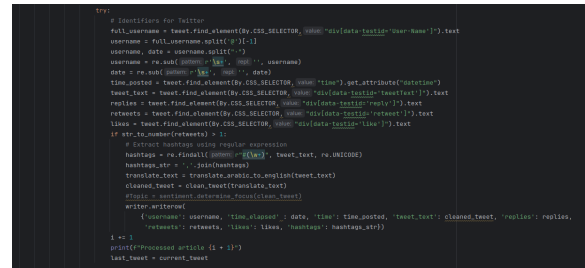 try:
# Identifiers for Twitter
full_username = tweet.find_element(By.CSS_SELECTOR, value: "div[data-testid='User-Name']").text
username = full_username.split("@")[-1]
username, date = username.split("·")
username = re.sub( pattern: r'\s+', repl: '', username)
date = re.sub( pattern: r'\s+', repl: '', date)
time_posted = tweet.find_element(By.CSS_SELECTOR, value: "time").get_attribute("datetime")
tweet_text = tweet.find_element(By.CSS_SELECTOR, value: "div[data-testid='tweetText']").text
replies = tweet.find_element(By.CSS_SELECTOR, value: "div[data-testid='reply']").text
retweets = tweet.find_element(By.CSS_SELECTOR, value: "div[data-testid='retweet']").text
likes = tweet.find_element(By.CSS_SELECTOR, value: "div[data-testid='like']").text
if str_to_number(retweets) > 1:
# Extract hashtags using regular expression
hashtags = re.findall( pattern: r"#(\w+)", tweet_text, re.UNICODE)
hashtags_str = ','.join(hashtags)
translate_text = translate_arabic_to_english(tweet_text)
cleaned_tweet = clean_tweet(translate_text)
#Topic = sentiment.determine_focus(clean_tweet)
writer.writerow(
{'username': username, 'time_elapsed': date, 'time': time_posted, 'tweet_text': cleaned_tweet, 'replies': replies,
'retweets': retweets, 'likes': likes, 'hashtags': hashtags_str})
i += 1
print(f"Processed article {i + 1}")
last_tweet = current_tweet